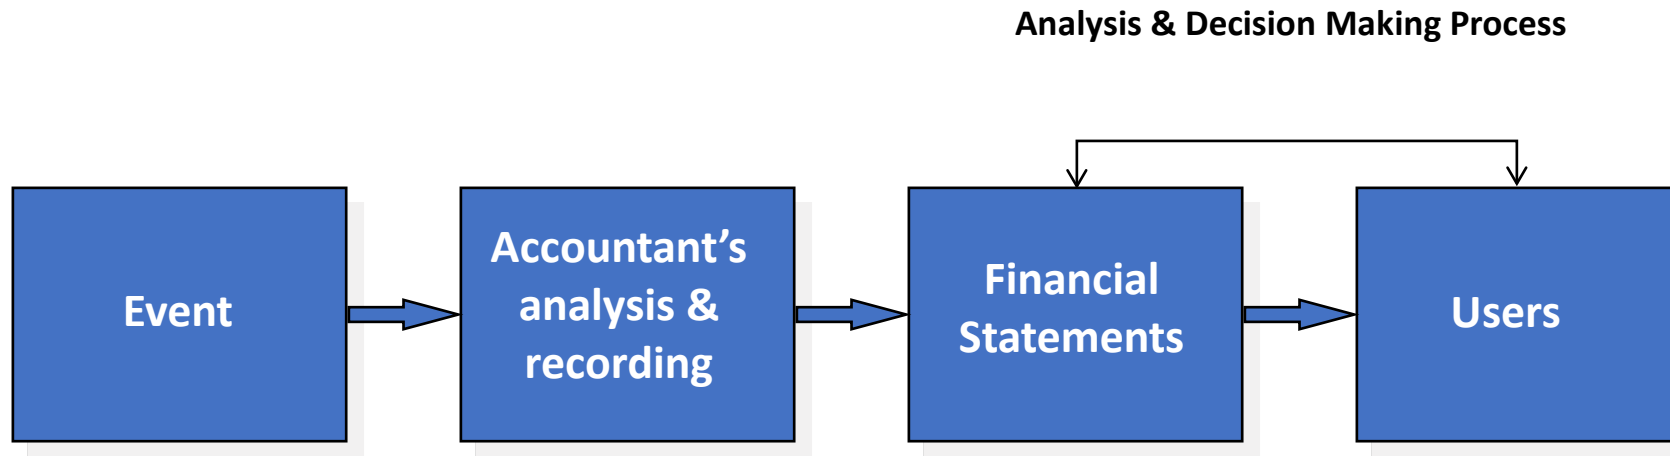 Analysis & Decision Making Process
Event
Accountant’s
analysis &
recording
Financial
Statements
Users